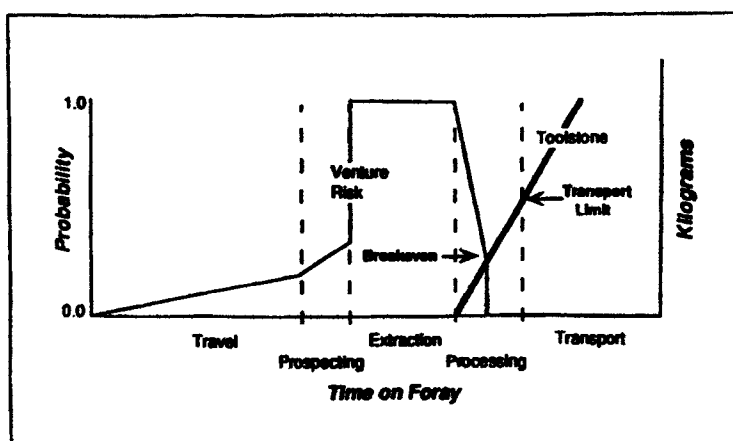 1.0
Probability
0.0
Venture
Risk
Breakeven
Toolstone
Transport
Limit
Kilograms
Travel
Prospecting
Extraction
Processing
Transport
Time on Foray